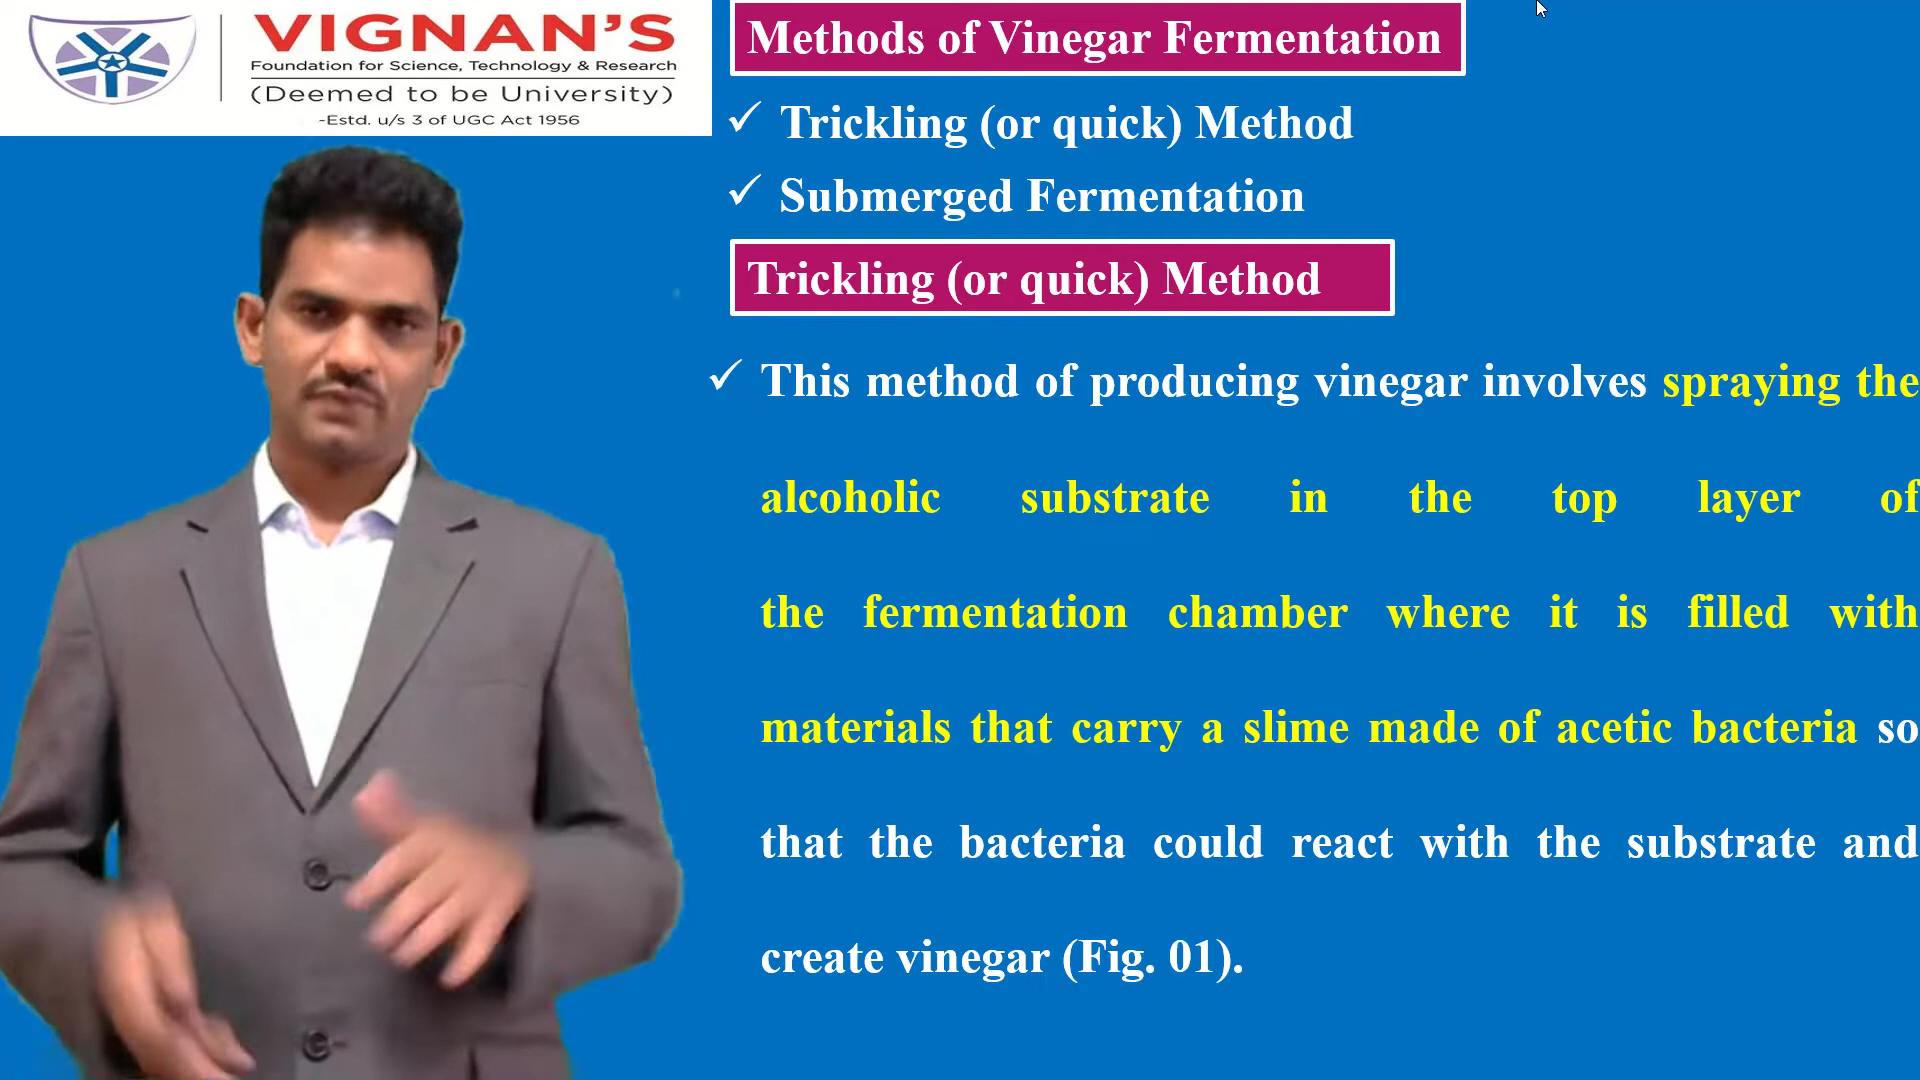 VIGNAN'S
Foundation for Science, Technology & Research
(Deemed to be University)
-Estd. u/s 3 of UGC Act 1956
Methods of Vinegar Fermentation
✓ Trickling (or quick) Method
✓ Submerged Fermentation
Trickling (or quick) Method
✓ This method of producing vinegar involves spraying the
alcoholic substrate in the top layer of
the fermentation chamber where it is filled with
materials that carry a slime made of acetic bacteria so
that the bacteria could react with the substrate and
create vinegar (Fig. 01).